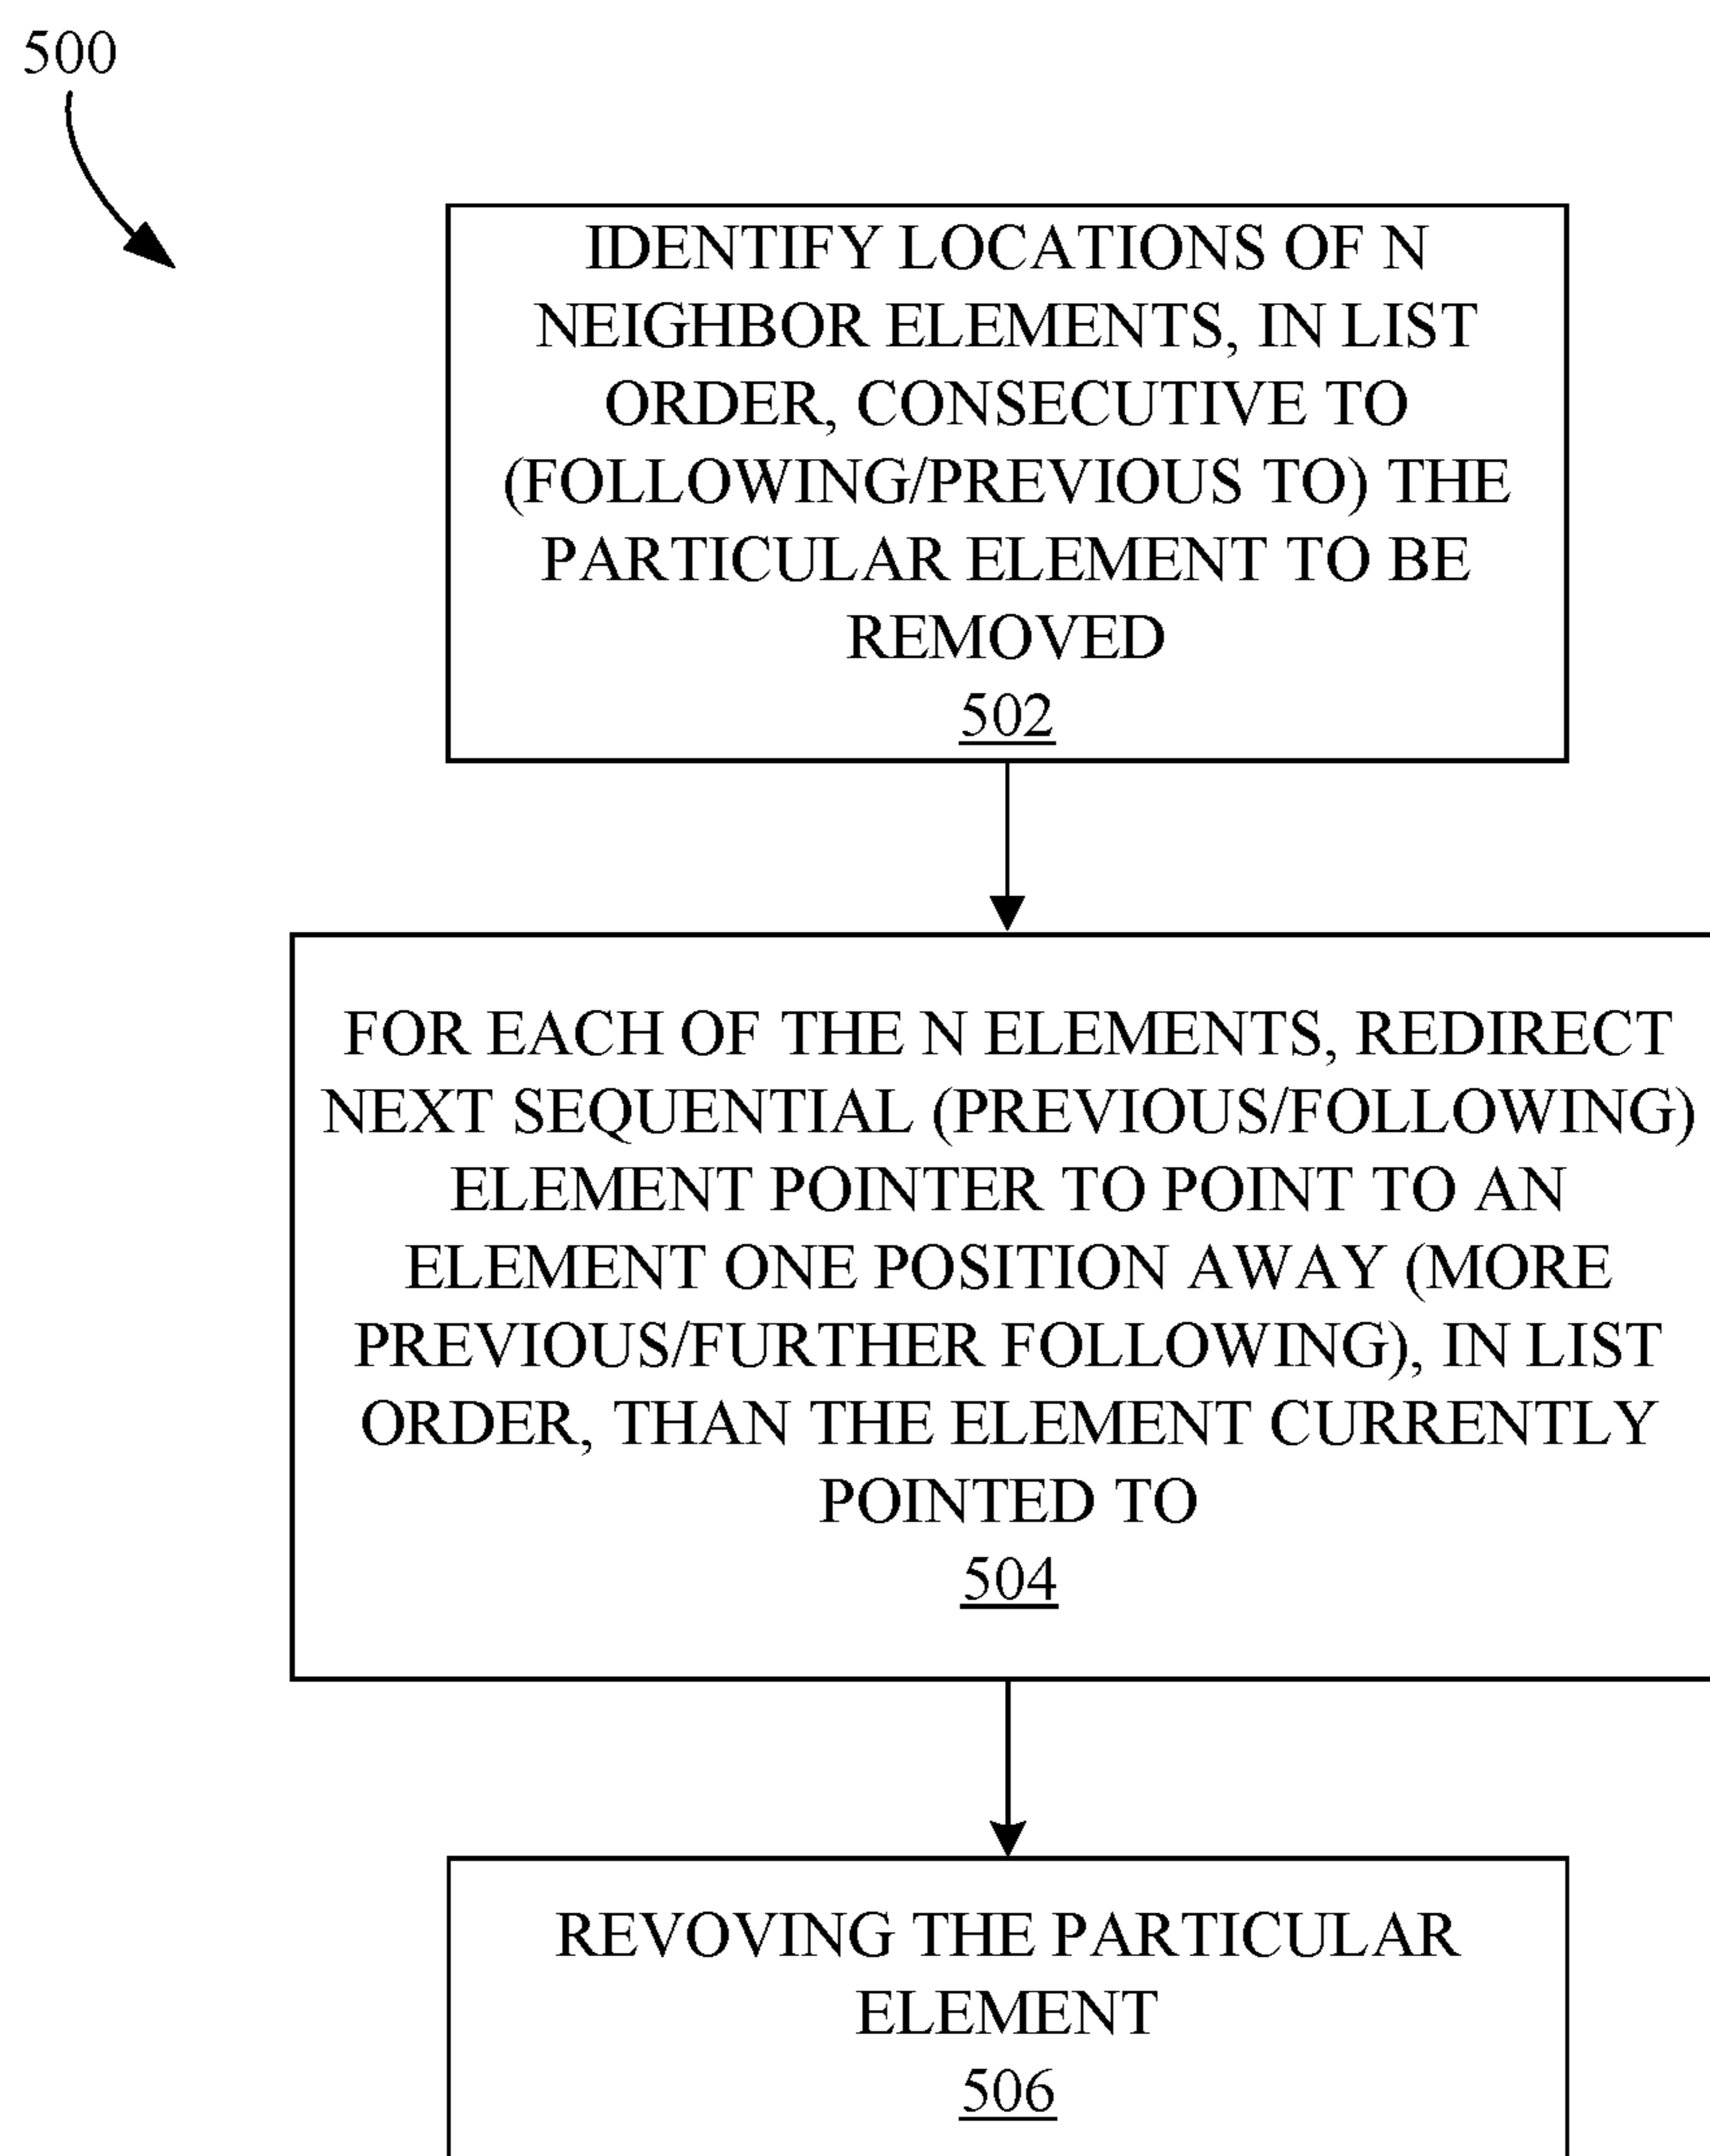 500
IDENTIFY LOCATIONS OF N
NEIGHBOR ELEMENTS, IN LIST
ORDER, CONSECUTIVE TO
(FOLLOWING/PREVIOUS TO) THE
PARTICULAR ELEMENT TO BE
REMOVED
502
FOR EACH OF THE N ELEMENTS, REDIRECT
NEXT SEQUENTIAL (PREVIOUS/FOLLOWING)
ELEMENT POINTER TO POINT TO AN
ELEMENT ONE POSITION AWAY (MORE
PREVIOUS/FURTHER FOLLOWING), IN LIST
ORDER, THAN THE ELEMENT CURRENTLY
POINTED TO
504
REVOVING THE PARTICULAR
ELEMENT
506